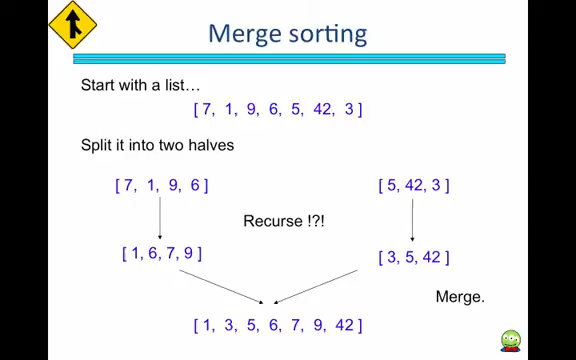 Merge sorting
Start with a list...
[ 7, 1, 9, 6, 5, 42, 3 ]
Split it into two halves
[ 7, 1, 9, 6 ] [ 5, 42, 3 ]
Recurse !?!
[ 1, 6, 7, 9 ] [ 3, 5, 42 ]
Merge.
[ 1, 3, 5, 6, 7, 9, 42 ]